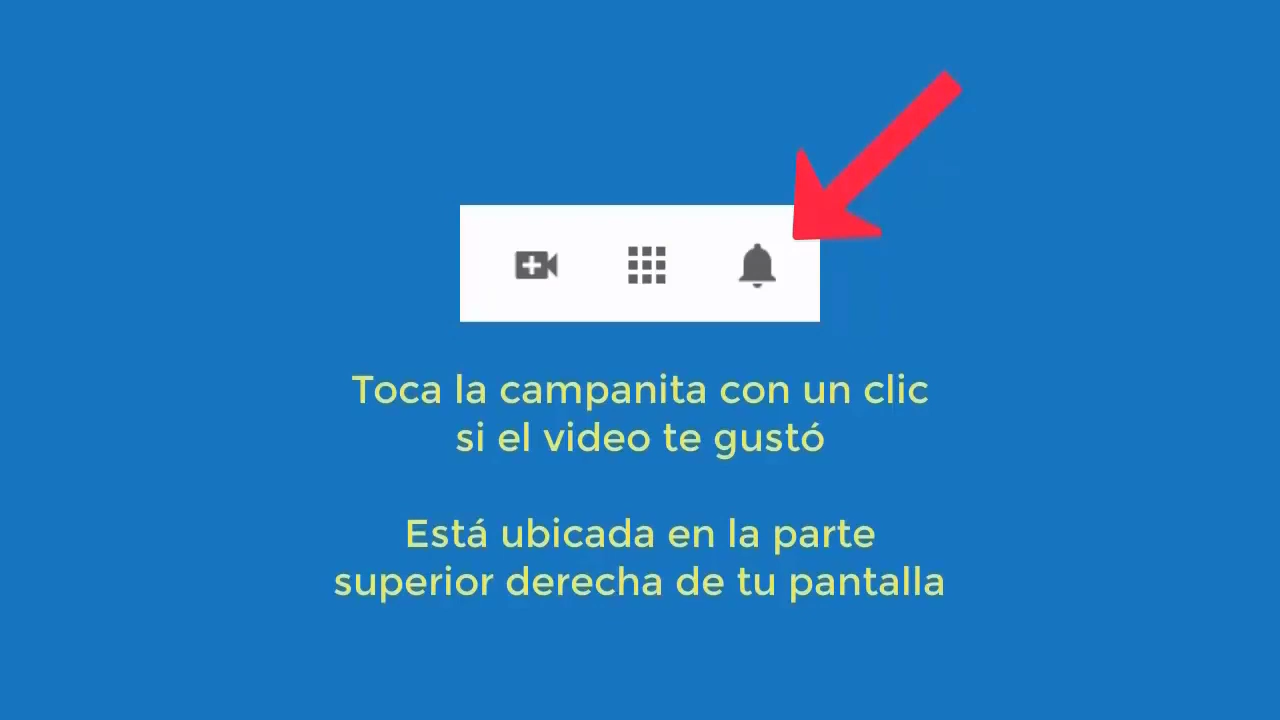 Toca la campanita con un clic
si el video te gustó
Está ubicada en la parte
superior derecha de tu pantalla